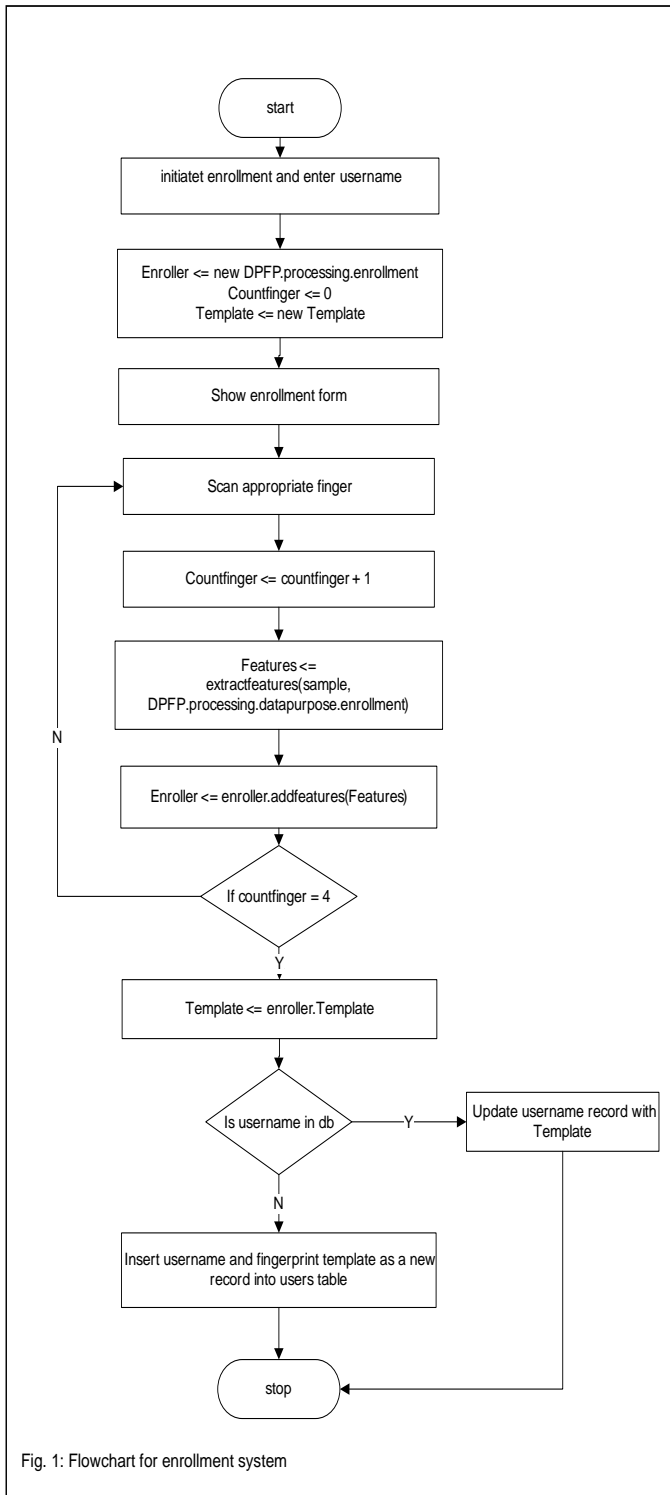 start
initiatet enrollment and enter username
Enroller <= new DPFP.processing.enrollment
Countfinger <= 0
Template <= new Template
Show enrollment form
Scan appropriate finger
Countfinger <= countfinger + 1
Features <=
extractfeatures(sample,
DPFP.processing.datapurpose.enrollment)
N
Enroller <= enroller.addfeatures(Features)
If countfinger = 4
Y
Template <= enroller.Template
Is username in db
Y
Update username record with
Template
N
Insert username and fingerprint template as a new
record into users table
stop
Fig. 1: Flowchart for enrollment system